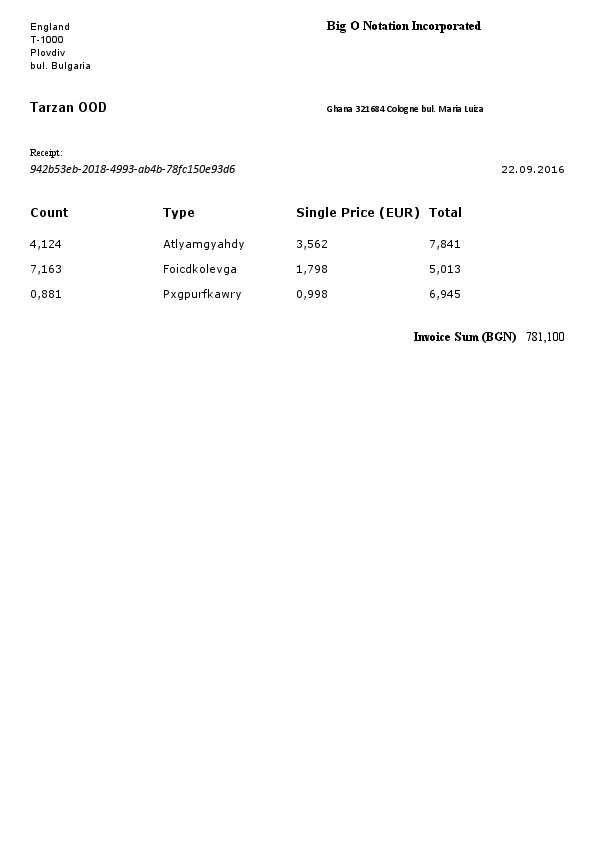 England
T-1000
Plovdiv
bul. Bulgaria
Big O Notation Incorporated
Tarzan OOD
Ghana 321684 Cologne bul. Maria Luiza
Receipt:
942b53eb-2018-4993-ab4b-78fc150e93d6
22.09.2016
Count Type Single Price (EUR) Total
4,124 Atlyamgyahdy 3,562 7,841
7,163 Foicdkolevga 1,798 5,013
0,881 Pxgpurfkawry 0,998 6,945
Invoice Sum (BGN) 781,100